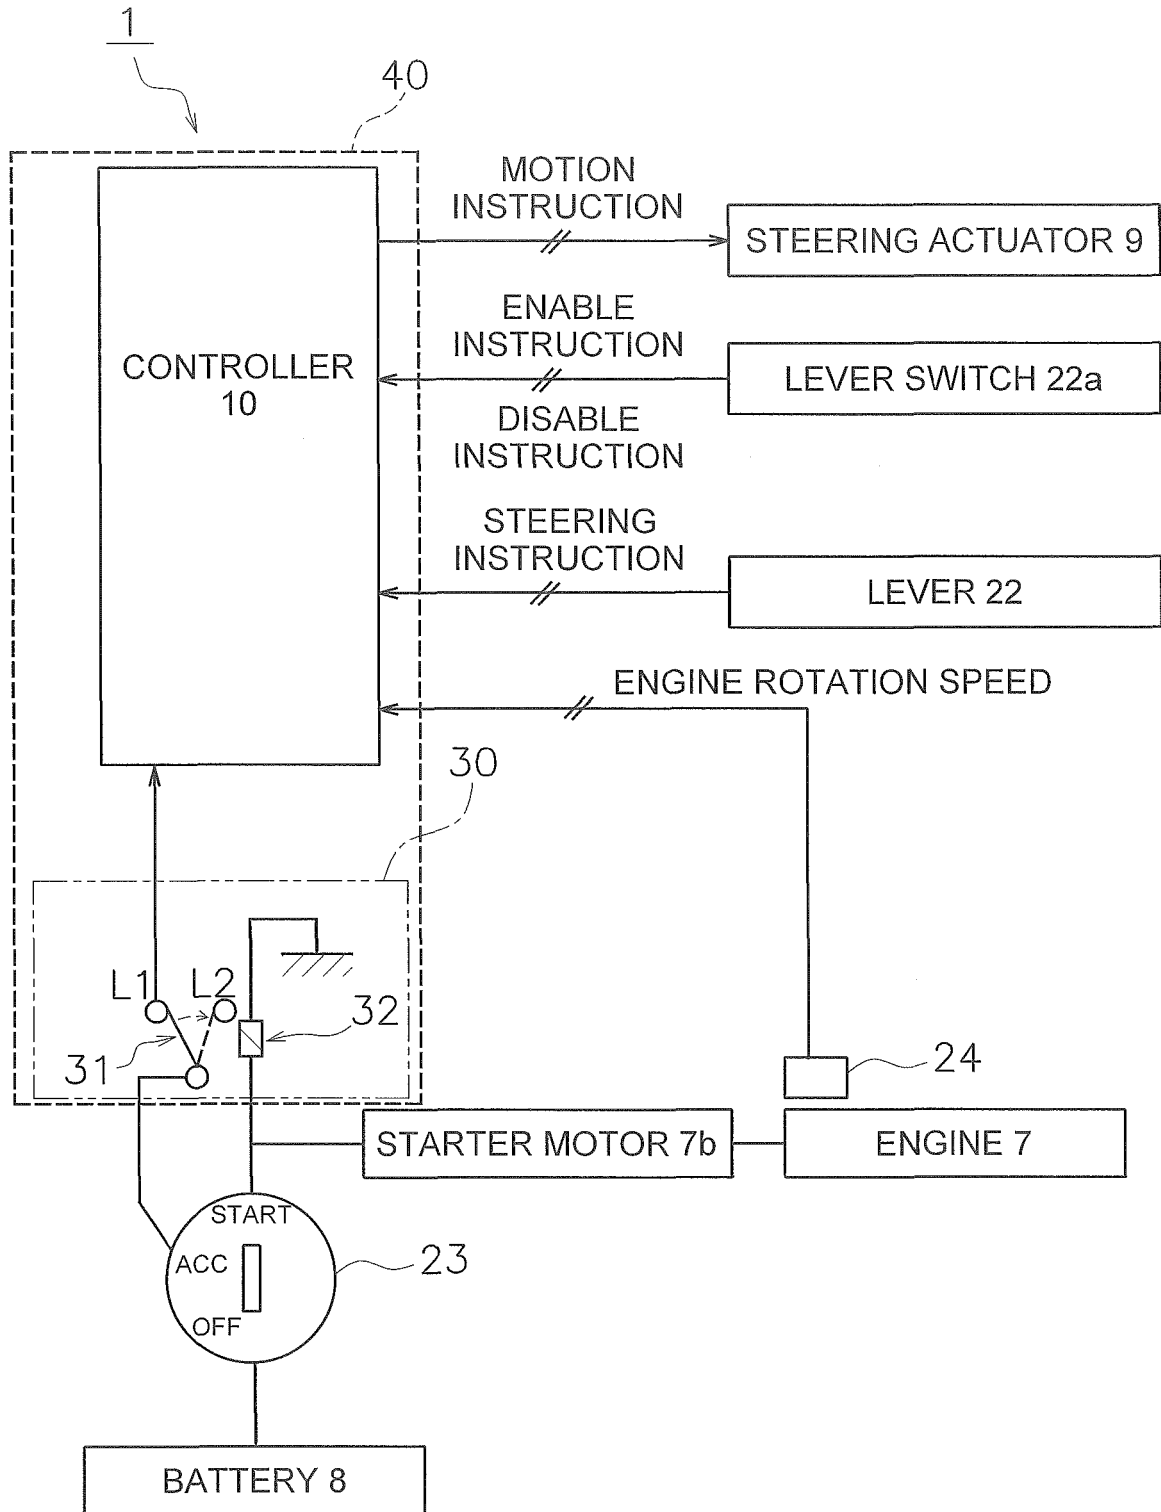 1
40
MOTION
INSTRUCTION
STEERING ACTUATOR 9
ENABLE
INSTRUCTION
CONTROLLER
10
LEVER SWITCH 22a
DISABLE
INSTRUCTION
STEERING
INSTRUCTION
LEVER 22
ENGINE ROTATION SPEED
30
L1 L2
32
31
24
STARTER MOTOR 7b
ENGINE 7
START
ACC
23
OFF
BATTERY 8